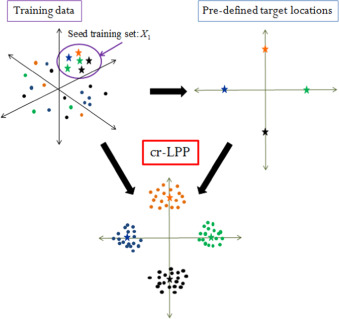 Training data
Pre-defined target locations
Seed training set: X1
cr-LPP